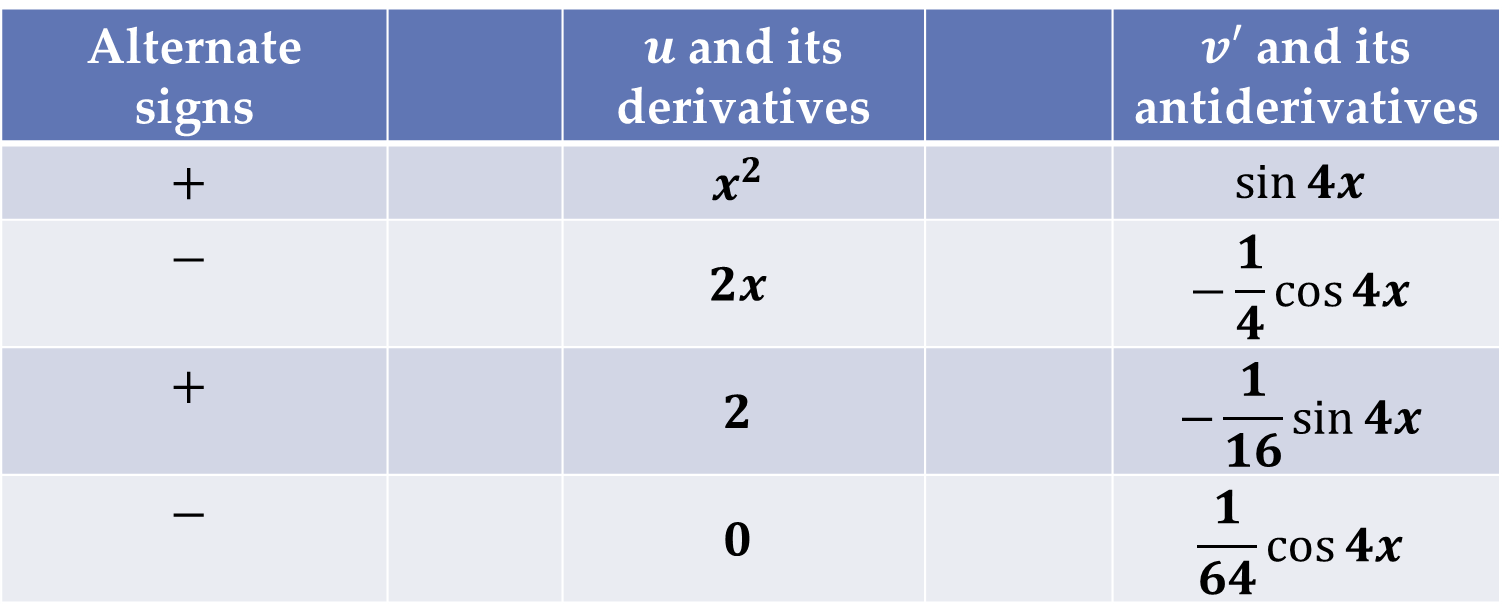 Alternate signs | | u and its derivatives | | v′ and its antiderivatives
+ | | x² | | sin 4x
− | | 2x | | −1/4 cos 4x
+ | | 2 | | −1/16 sin 4x
− | | 0 | | 1/64 cos 4x